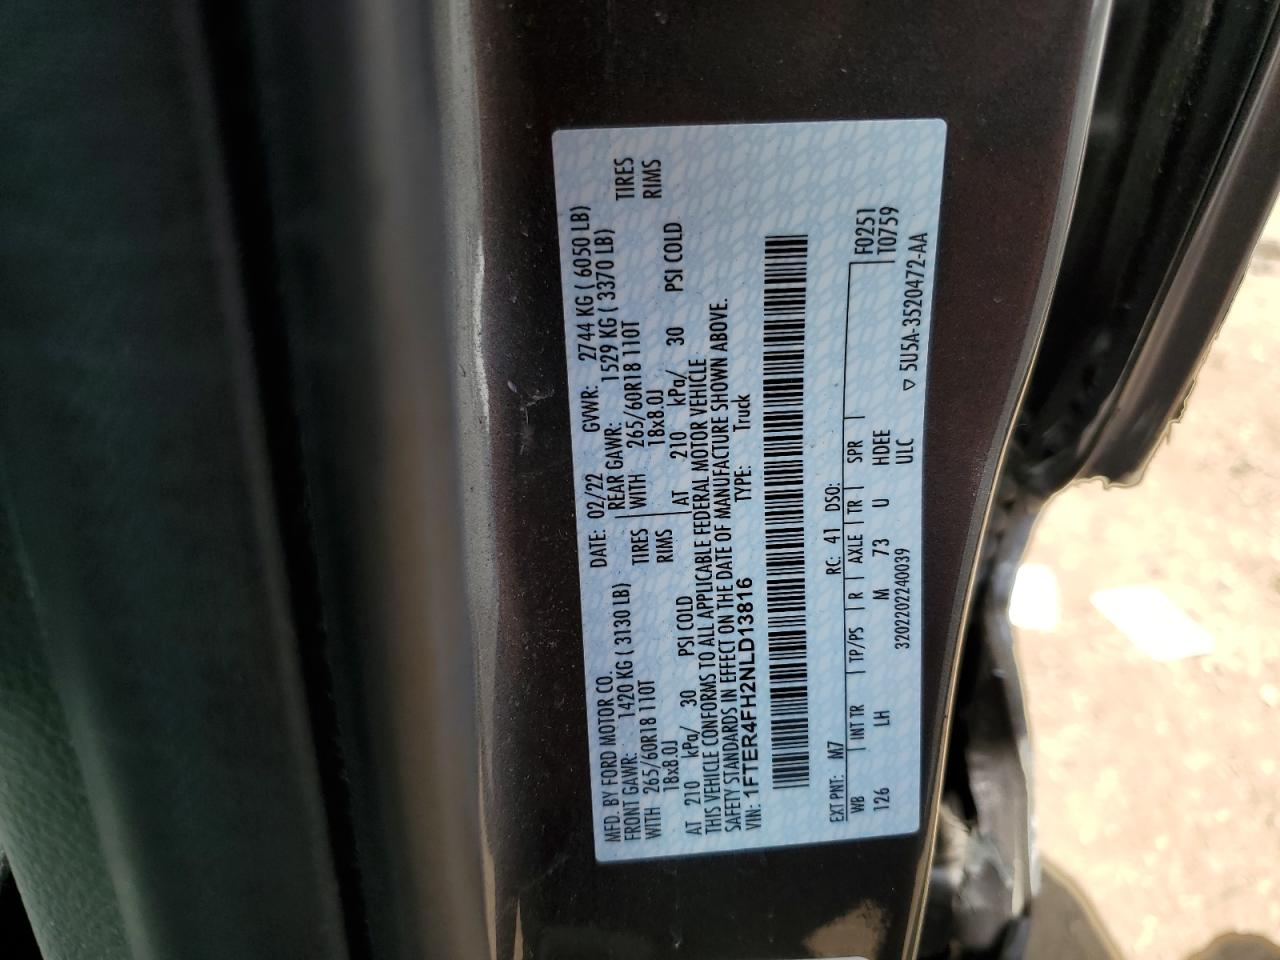 MFD. BY FORD MOTOR CO. DATE: 02/22 GVWR: 2744 KG ( 6050 LB)
FRONT GAWR: 1420 KG ( 3130 LB) REAR GAWR: 1529 KG ( 3370 LB)
WITH 265/60R18 110T TIRES WITH 265/60R18 110T TIRES
18x8.0J RIMS 18x8.0J RIMS
AT 210 kPa/ 30 PSI COLD AT 210 kPa/ 30 PSI COLD
THIS VEHICLE CONFORMS TO ALL APPLICABLE FEDERAL MOTOR VEHICLE
SAFETY STANDARDS IN EFFECT ON THE DATE OF MANUFACTURE SHOWN ABOVE.
VIN: 1FTER4FH2NLD13816 TYPE: Truck
EXT PNT: M7 RC: 41 DSO:
WB INT TR TP/PS R AXLE TR SPR F0251
126 LH M 73 U HDEE T0759
3202202240039 ULC ▽ 5U5A-3520472-AA